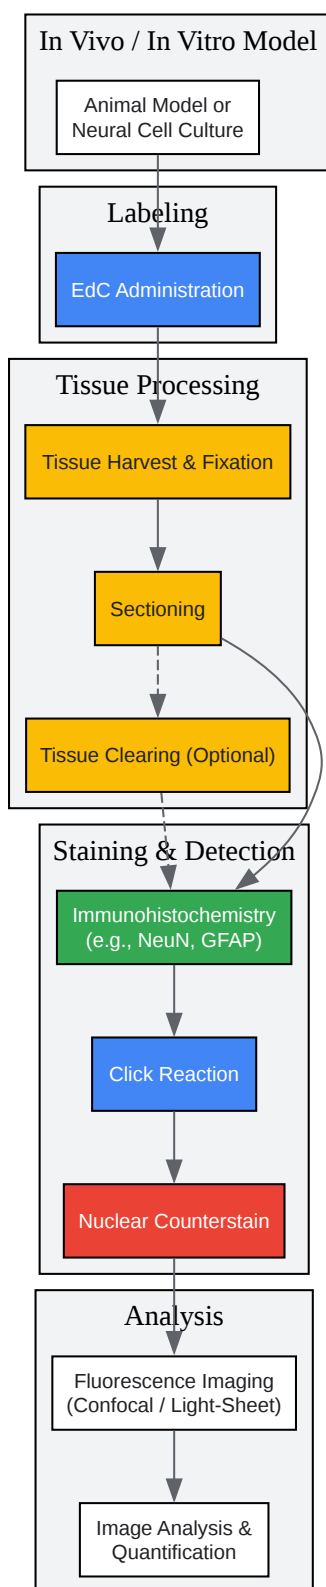 In Vivo / In Vitro Model
Animal Model or
Neural Cell Culture
Labeling
EdC Administration
Tissue Processing
Tissue Harvest & Fixation
Sectioning
Tissue Clearing (Optional)
Staining & Detection
Immunohistochemistry
(e.g., NeuN, GFAP)
Click Reaction
Nuclear Counterstain
Analysis
Fluorescence Imaging
(Confocal / Light-Sheet)
Image Analysis &
Quantification